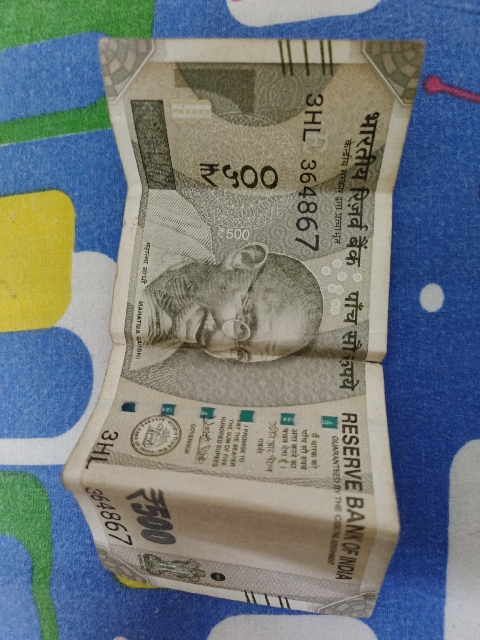 भारतीय रिज़र्व बैंक
केन्द्रीय सरकार द्वारा प्रत्याभूत
पाँच सौ रुपये
RESERVE BANK OF INDIA
GUARANTEED BY THE CENTRAL GOVERNMENT
3HL 364867
₹500
५००
महात्मा गांधी
MAHATMA GANDHI
I PROMISE TO
PAY THE BEARER
THE SUM OF FIVE
HUNDRED RUPEES
GOVERNOR
₹500
3HL 364867